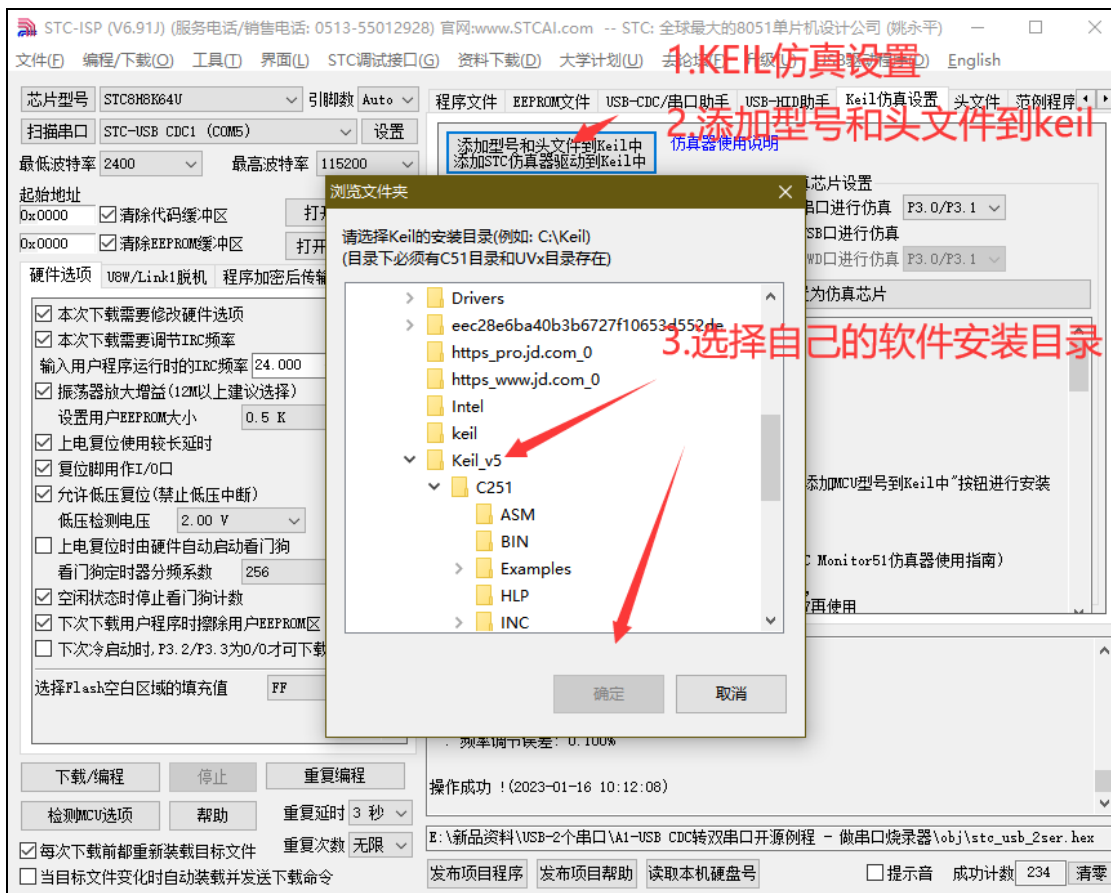 STC-ISP (V6.91J) (服务电话/销售电话: 0513-55012928) 官网:www.STCAI.com -- STC: 全球最大的8051单片机设计公司 (姚永平)
文件(F) 编程/下载(O) 工具(T) 界面(L) STC调试接口(G) 资料下载(D) 大学计划(U) 去论坛(F) 升级(U) USB驱动程序(D) English
1.KEIL仿真设置
芯片型号 STC8H8K64U 引脚数 Auto
程序文件 EEPROM文件 USB-CDC/串口助手 USB-HID助手 Keil仿真设置 头文件 范例程序
2.添加型号和头文件到keil
扫描串口 STC-USB CDC1 (COM5) 设置
添加型号和头文件到Keil中
添加STC仿真器驱动到Keil中
仿真器使用说明
最低波特率 2400 最高波特率 115200
起始地址
0x0000 清除代码缓冲区
0x0000 清除EEPROM缓冲区 打开
硬件选项 U8W/Link1脱机 程序加密后传输
本次下载需要修改硬件选项
本次下载需要调节IRC频率
输入用户程序运行时的IRC频率 24.000
振荡器放大增益(12M以上建议选择)
设置用户EEPROM大小 0.5 K
上电复位使用较长延时
复位脚用作I/O口
允许低压复位(禁止低压中断)
低压检测电压 2.00 V
上电复位时由硬件自动启动看门狗
看门狗定时器分频系数 256
空闲状态时停止看门狗计数
下次下载用户程序时擦除用户EEPROM区
下次冷启动时,P3.2/P3.3为0/0才可下载
选择Flash空白区域的填充值 FF
浏览文件夹
请选择Keil的安装目录(例如: C:\Keil)
(目录下必须有C51目录和UVx目录存在)
Drivers
eec28e6ba40b3b6727f10653d552de
https_pro.jd.com_0
https_www.jd.com_0
Intel
keil
Keil_v5
C251
ASM
BIN
Examples
HLP
INC
确定 取消
3.选择自己的软件安装目录
芯片设置
串口进行仿真 P3.0/P3.1
SB口进行仿真
WD口进行仿真 P3.0/P3.1
为仿真芯片
添加MCU型号到Keil中"按钮进行安装
C Monitor51仿真器使用指南)
再使用
频率调节误差: 0.100%
操作成功 !(2023-01-16 10:12:08)
下载/编程 停止 重复编程
检测MCU选项 帮助 重复延时 3 秒
重复次数 无限
每次下载前都重新装载目标文件
当目标文件变化时自动装载并发送下载命令
E:\新品资料\USB-2个串口\A1-USB CDC转双串口开源例程 - 做串口烧录器\obj\stc_usb_2ser.hex
发布项目程序 发布项目帮助 读取本机硬盘号 提示音 成功计数 234 清零